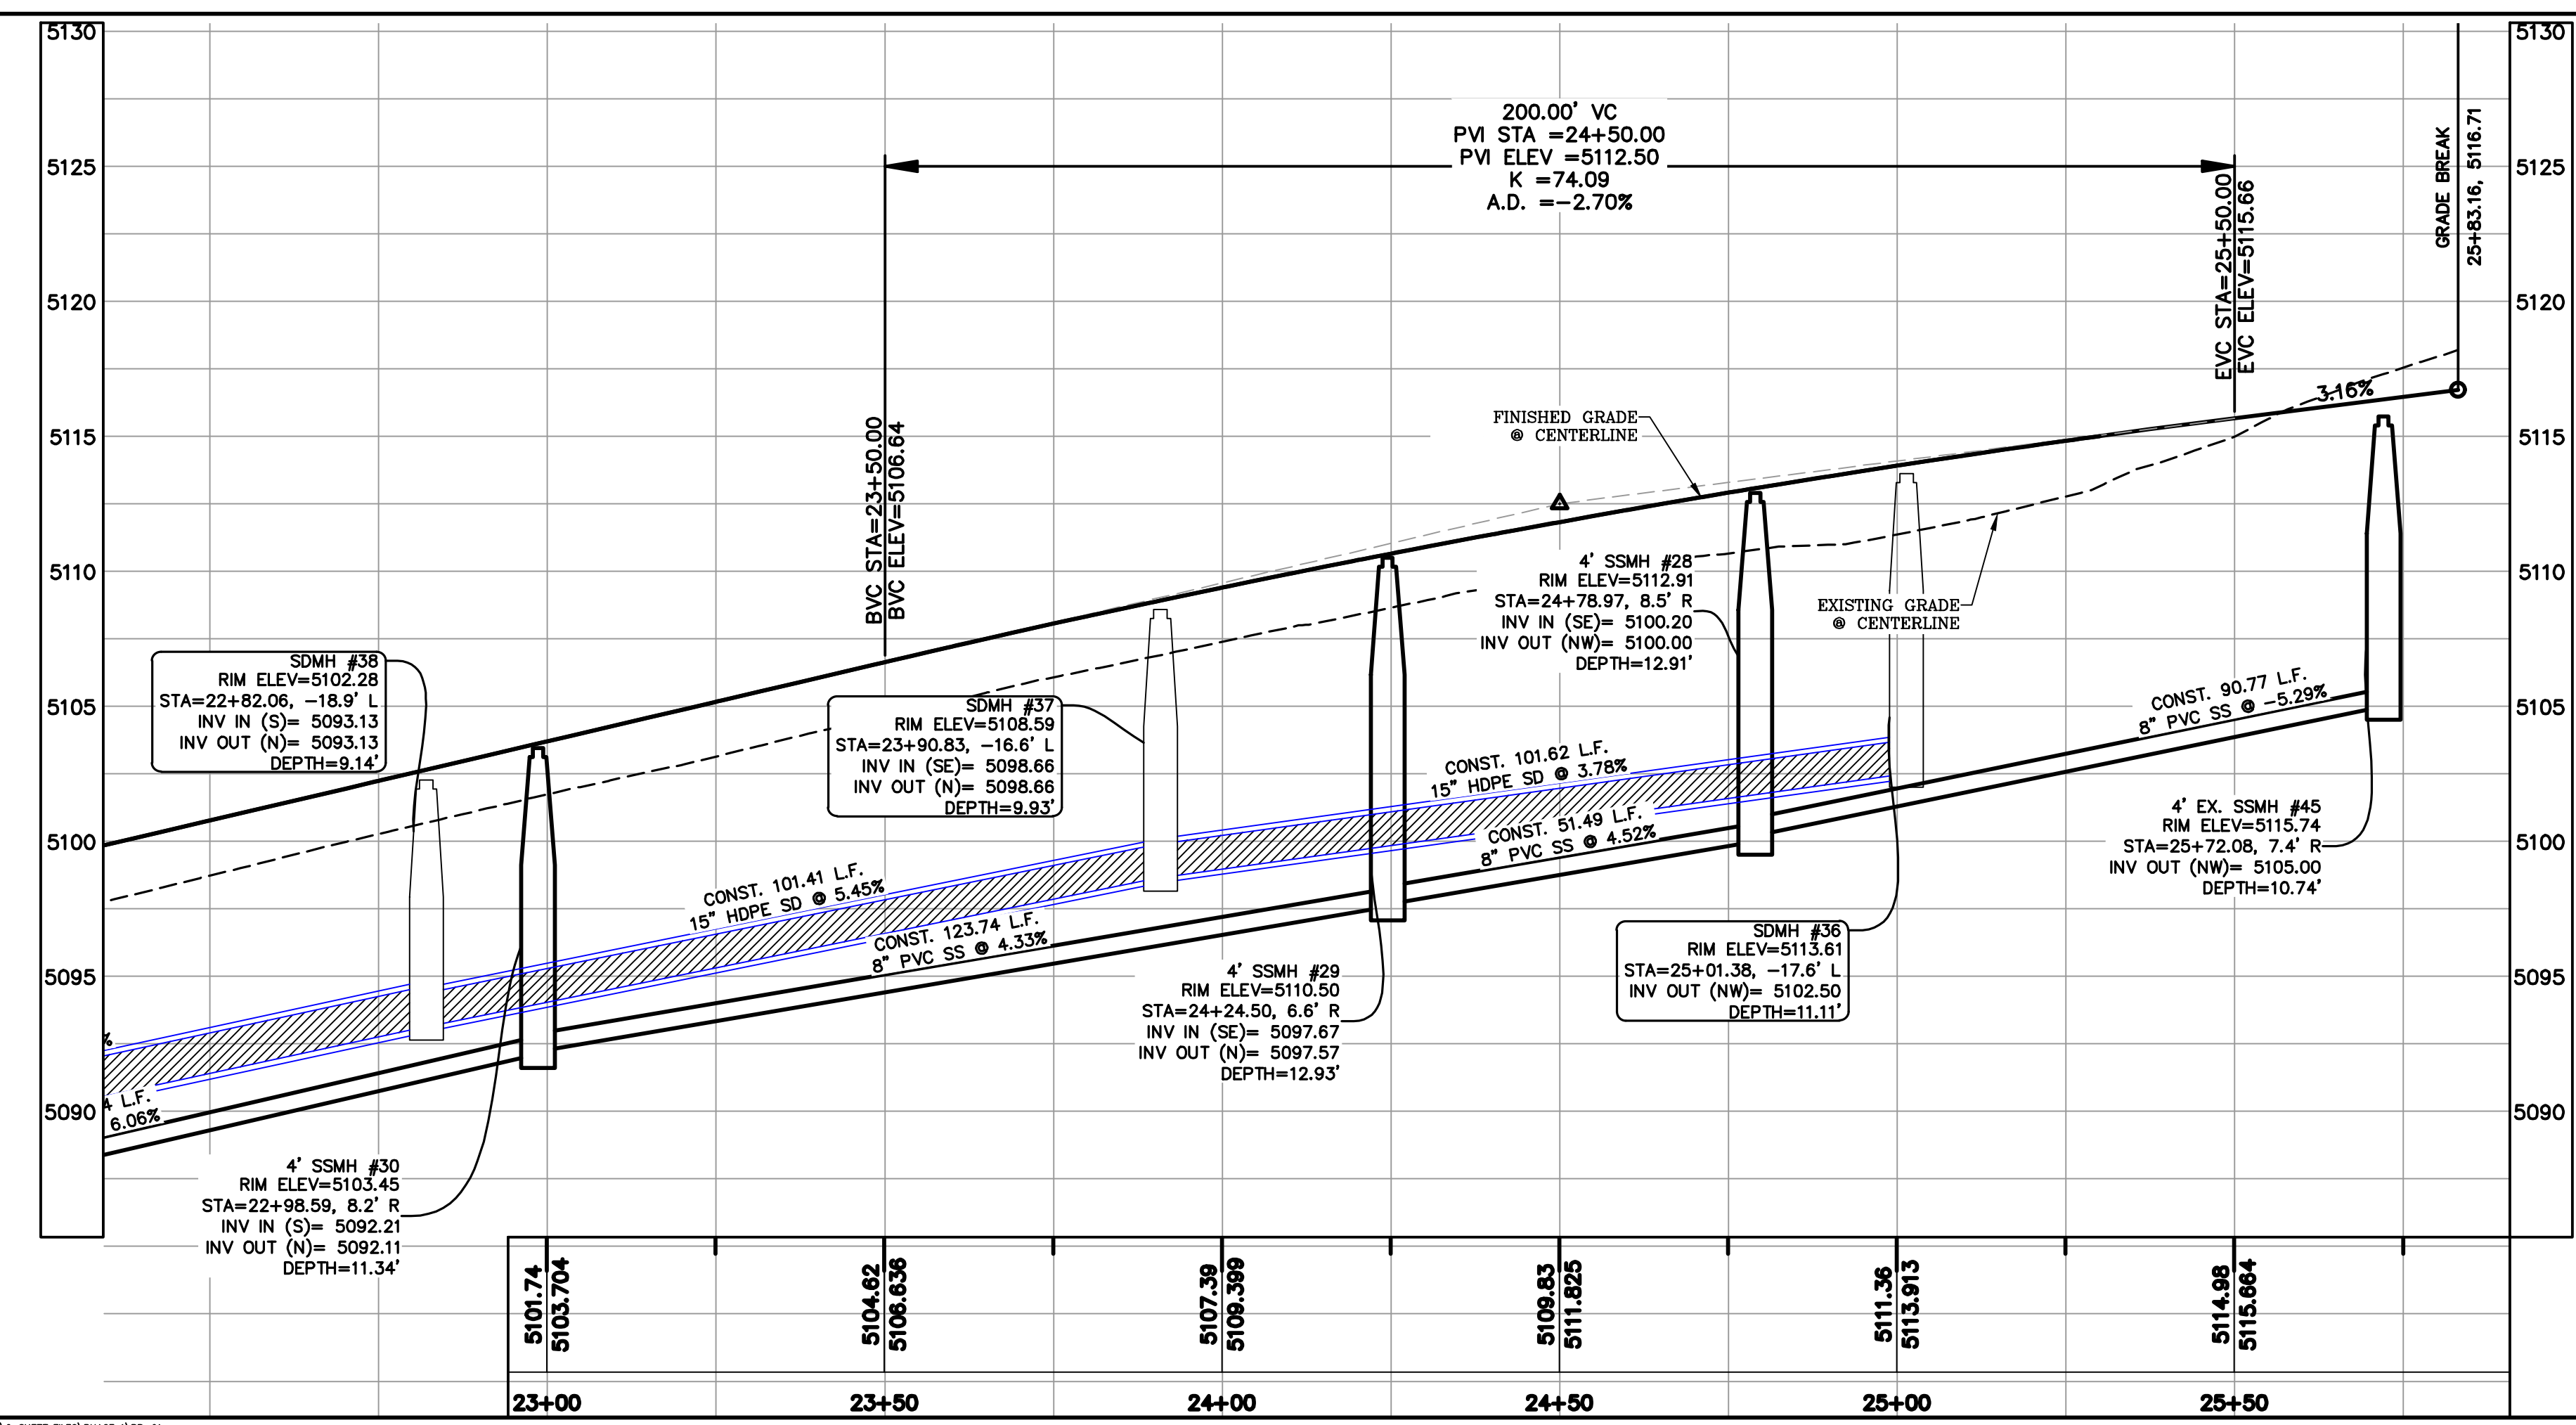 5130
5125
5120
5115
5110
5105
5100
5095
5090
5130
5125
5120
5115
5110
5105
5100
5095
5090
200.00' VC
PVI STA =24+50.00
PVI ELEV =5112.50
K =74.09
A.D. =-2.70%
BVC STA=23+50.00
BVC ELEV=5106.64
EVC STA=25+50.00
EVC ELEV=5115.66
GRADE BREAK
25+83.16, 5116.71
3.16%
FINISHED GRADE
@ CENTERLINE
EXISTING GRADE
@ CENTERLINE
SDMH #38
RIM ELEV=5102.28
STA=22+82.06, -18.9' L
INV IN (S)= 5093.13
INV OUT (N)= 5093.13
DEPTH=9.14'
SDMH #37
RIM ELEV=5108.59
STA=23+90.83, -16.6' L
INV IN (SE)= 5098.66
INV OUT (N)= 5098.66
DEPTH=9.93'
4' SSMH #28
RIM ELEV=5112.91
STA=24+78.97, 8.5' R
INV IN (SE)= 5100.20
INV OUT (NW)= 5100.00
DEPTH=12.91'
CONST. 90.77 L.F.
8" PVC SS @ -5.29%
CONST. 101.62 L.F.
15" HDPE SD @ 3.78%
CONST. 51.49 L.F.
8" PVC SS @ 4.52%
CONST. 101.41 L.F.
15" HDPE SD @ 5.45%
CONST. 123.74 L.F.
8" PVC SS @ 4.33%
4' EX. SSMH #45
RIM ELEV=5115.74
STA=25+72.08, 7.4' R
INV OUT (NW)= 5105.00
DEPTH=10.74'
SDMH #36
RIM ELEV=5113.61
STA=25+01.38, -17.6' L
INV OUT (NW)= 5102.50
DEPTH=11.11'
4' SSMH #29
RIM ELEV=5110.50
STA=24+24.50, 6.6' R
INV IN (SE)= 5097.67
INV OUT (N)= 5097.57
DEPTH=12.93'
%
4 L.F.
6.06%
4' SSMH #30
RIM ELEV=5103.45
STA=22+98.59, 8.2' R
INV IN (S)= 5092.21
INV OUT (N)= 5092.11
DEPTH=11.34'
5101.74
5103.704
5104.62
5106.636
5107.39
5109.399
5109.83
5111.825
5111.36
5113.913
5114.98
5115.664
23+00
23+50
24+00
24+50
25+00
25+50